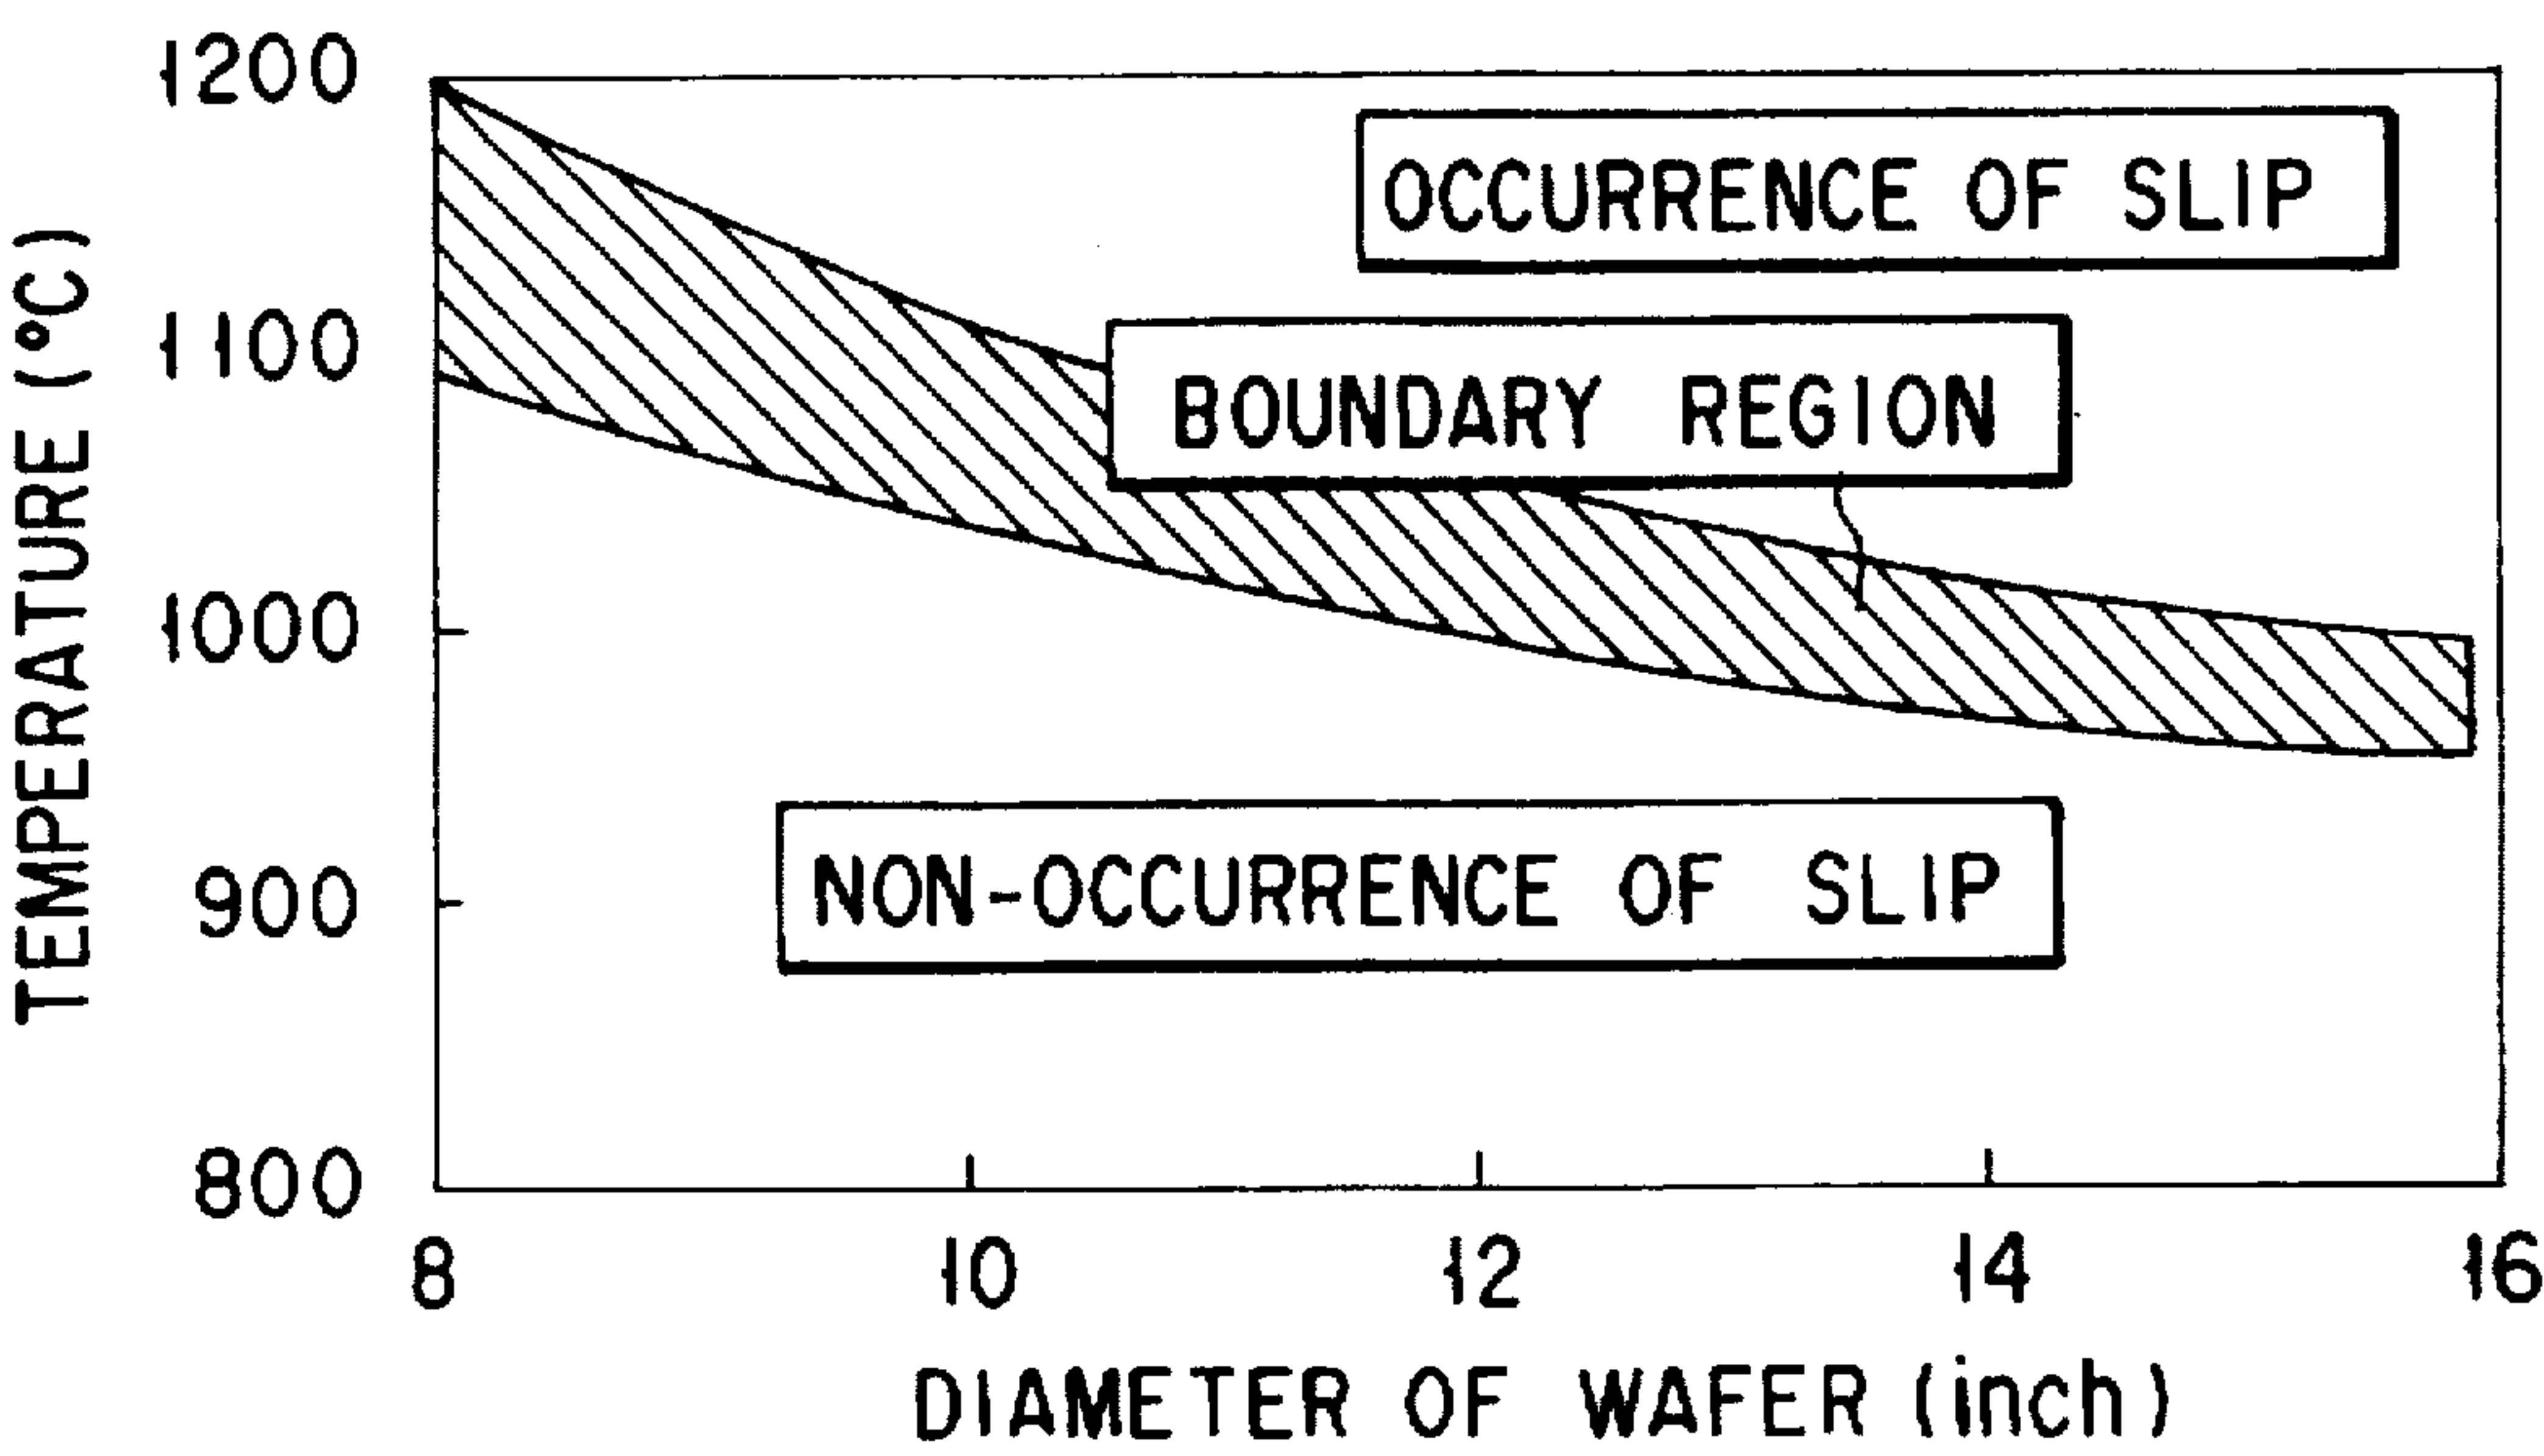 TEMPERATURE (°C)
1200
1100
1000
900
800
OCCURRENCE OF SLIP
BOUNDARY REGION
NON-OCCURRENCE OF SLIP
8 10 12 14 16
DIAMETER OF WAFER (inch)